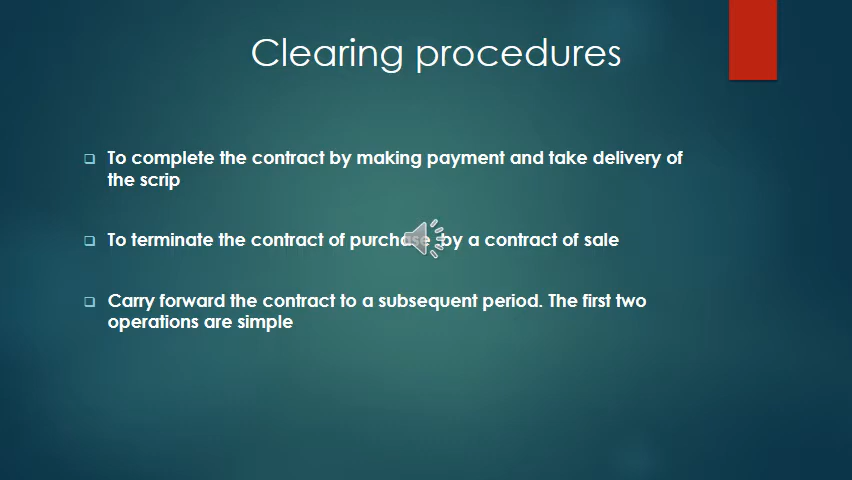 Clearing procedures
To complete the contract by making payment and take delivery of
the scrip
To terminate the contract of purchase by a contract of sale
Carry forward the contract to a subsequent period. The first two
operations are simple